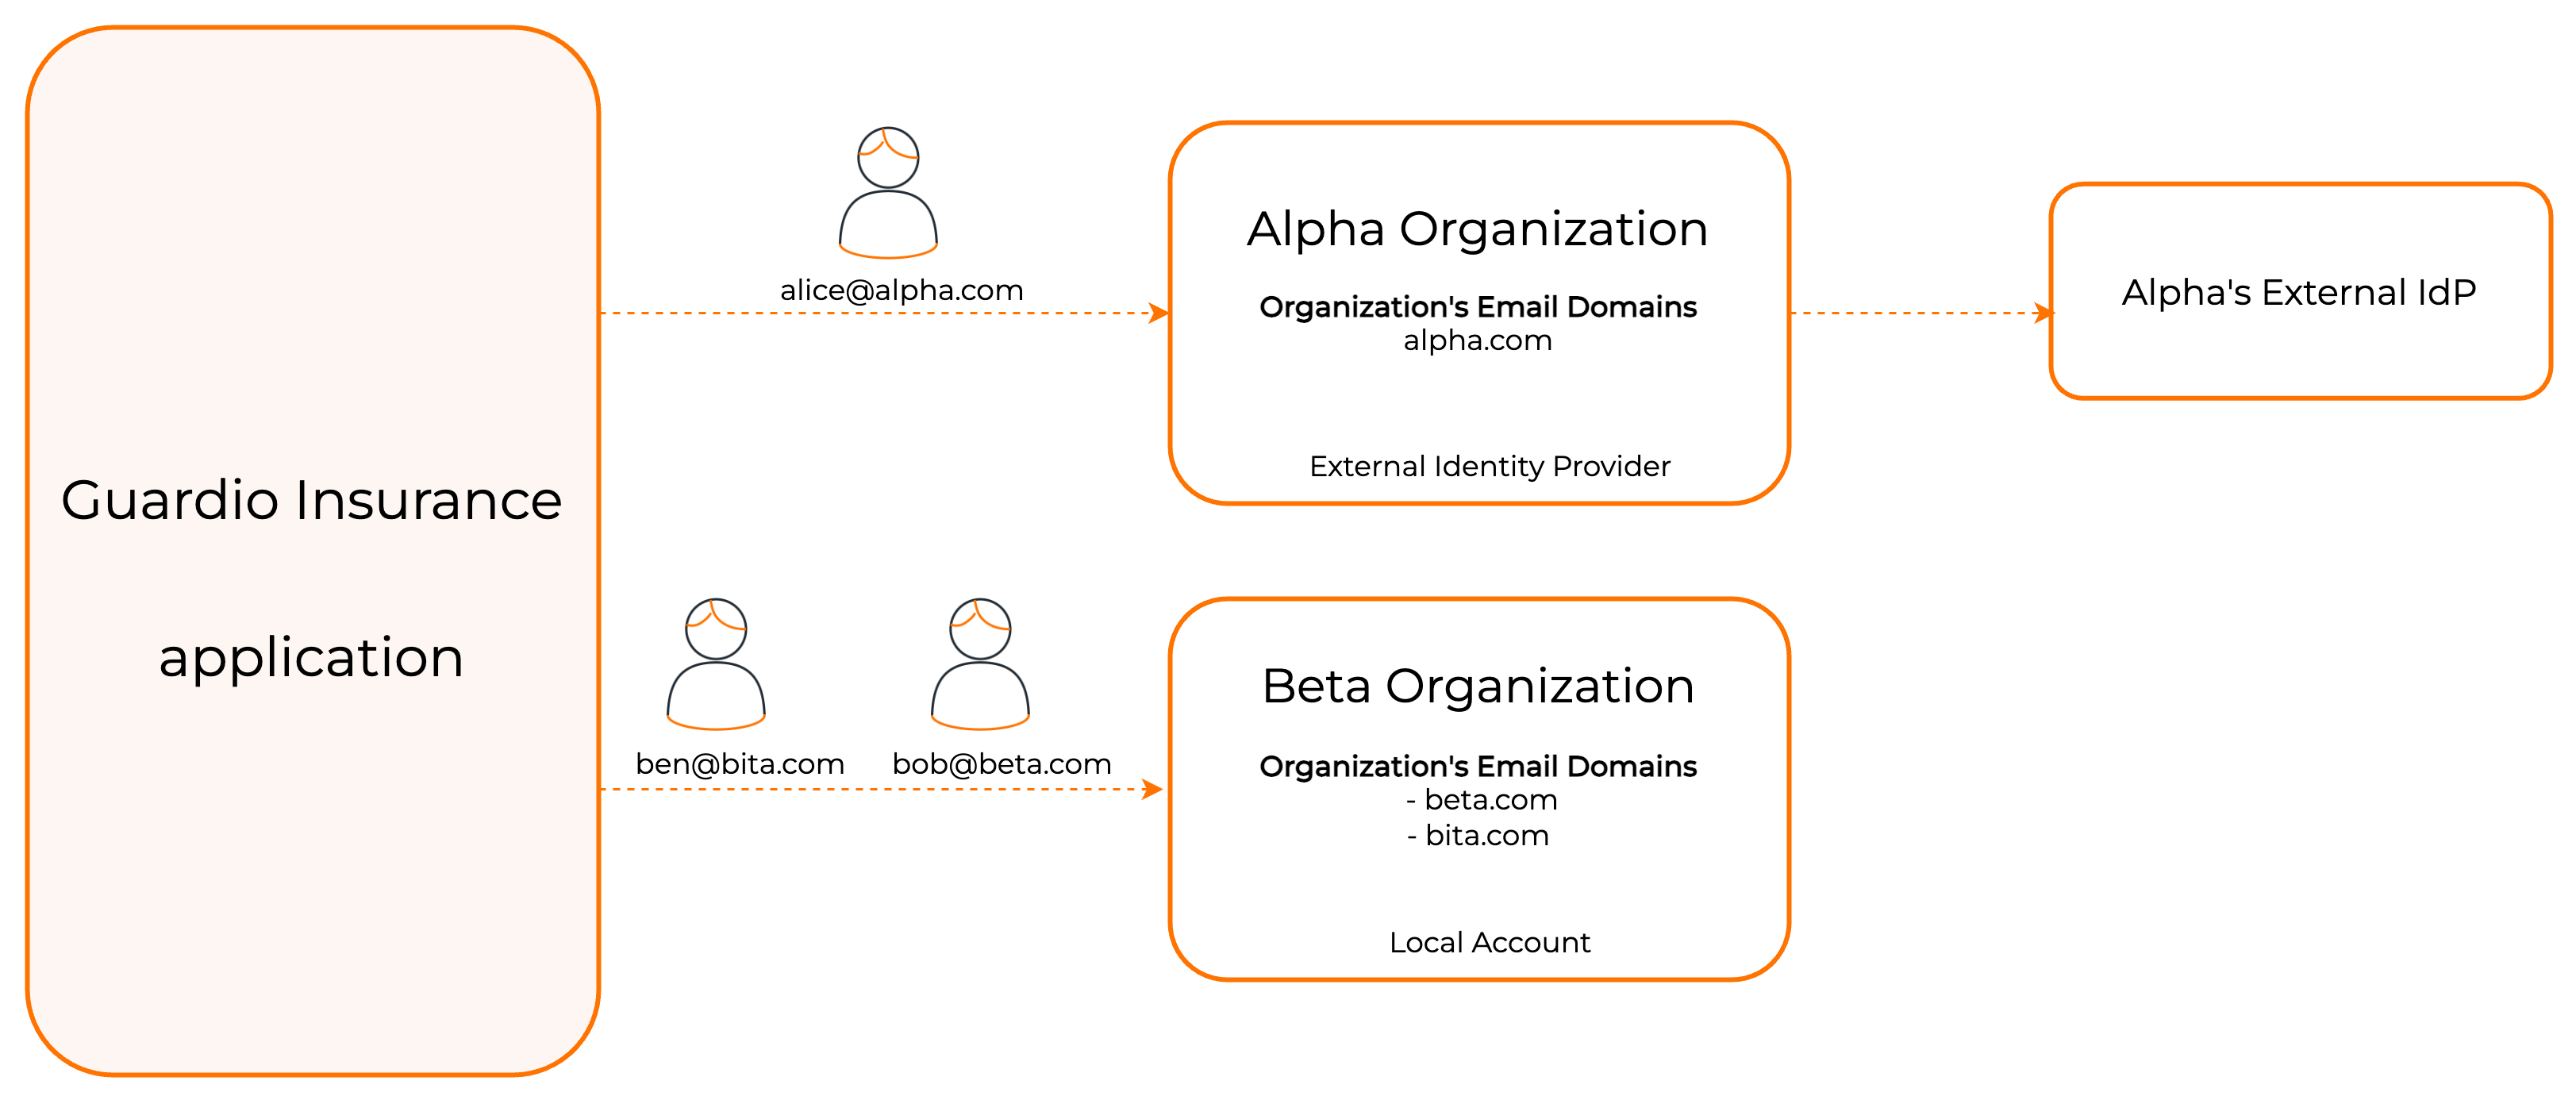 Guardio Insurance
application
alice@alpha.com
Alpha Organization
Organization's Email Domains
alpha.com
External Identity Provider
Alpha's External IdP
ben@bita.com
bob@beta.com
Beta Organization
Organization's Email Domains
- beta.com
- bita.com
Local Account